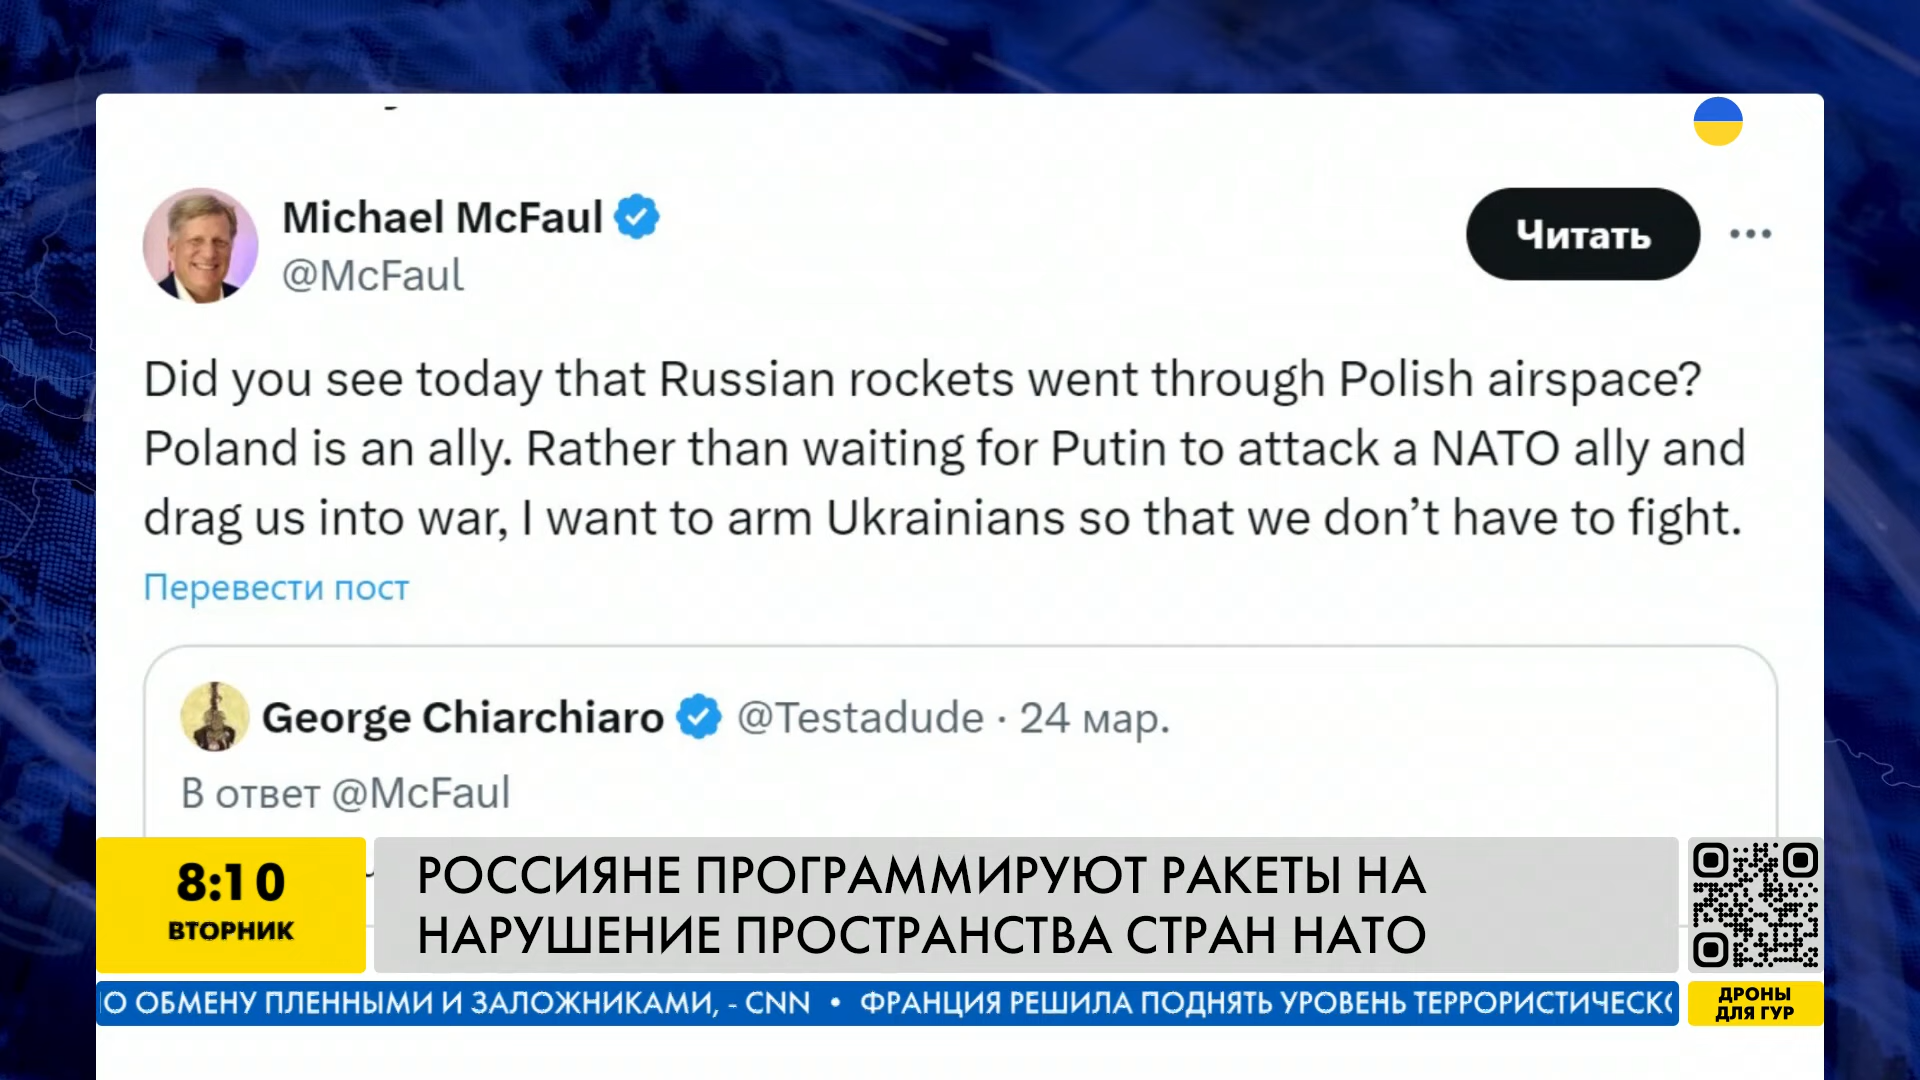 Michael McFaul
@McFaul
Читать
Did you see today that Russian rockets went through Polish airspace?
Poland is an ally. Rather than waiting for Putin to attack a NATO ally and
drag us into war, I want to arm Ukrainians so that we don’t have to fight.
Перевести пост
George Chiarchiaro @Testadude · 24 мар.
В ответ @McFaul
8:10
ВТОРНИК
РОССИЯНЕ ПРОГРАММИРУЮТ РАКЕТЫ НА
НАРУШЕНИЕ ПРОСТРАНСТВА СТРАН НАТО
О ОБМЕНУ ПЛЕННЫМИ И ЗАЛОЖНИКАМИ, - CNN • ФРАНЦИЯ РЕШИЛА ПОДНЯТЬ УРОВЕНЬ ТЕРРОРИСТИЧЕСКО
ДРОНЫ
ДЛЯ ГУР